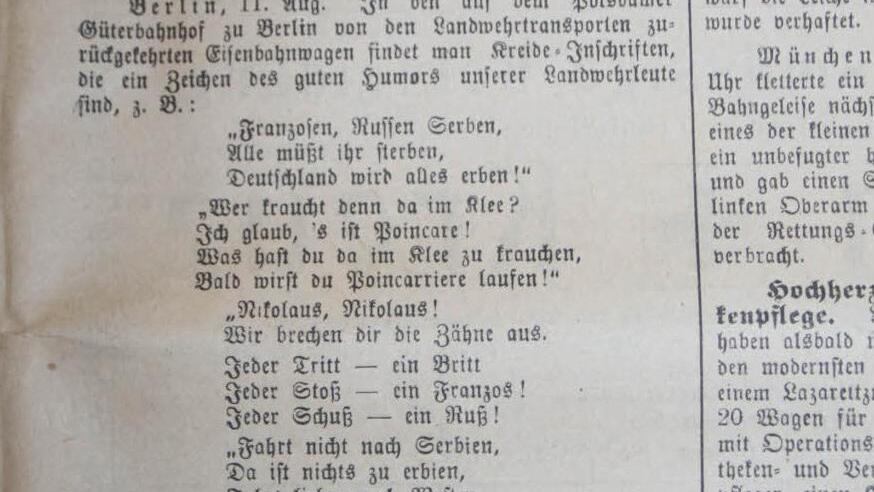 Berlin, 11. Aug. In den auf dem Potsdamer
Güterbahnhof zu Berlin von den Landwehrtransporten zu-
rückgekehrten Eisenbahnwagen findet man Kreide-Inschriften,
die ein Zeichen des guten Humors unserer Landwehrleute
sind, z. B.:
„Franzosen, Russen Serben,
Alle müßt ihr sterben,
Deutschland wird alles erben!“
„Wer kraucht denn da im Klee?
Ich glaub, 's ist Poincare!
Was hast du da im Klee zu krauchen,
Bald wirst du Poincarriere laufen!“
„Nikolaus, Nikolaus!
Wir brechen dir die Zähne aus.
Jeder Tritt — ein Britt
Jeder Stoß — ein Franzos!
Jeder Schuß — ein Ruß!
„Fahrt nicht nach Serbien,
Da ist nichts zu erbien,
wurde verhaftet.
München
Uhr kletterte ein
Bahngeleise nächs
eines der kleinen
ein unbefugter
und gab einen
linken Oberarm
der Rettungs-
verbracht.
Hochherz
kenpflege.
haben alsbald
den modernsten
einem Lazarettz
20 Wagen für
mit Operations
theken- und Ver